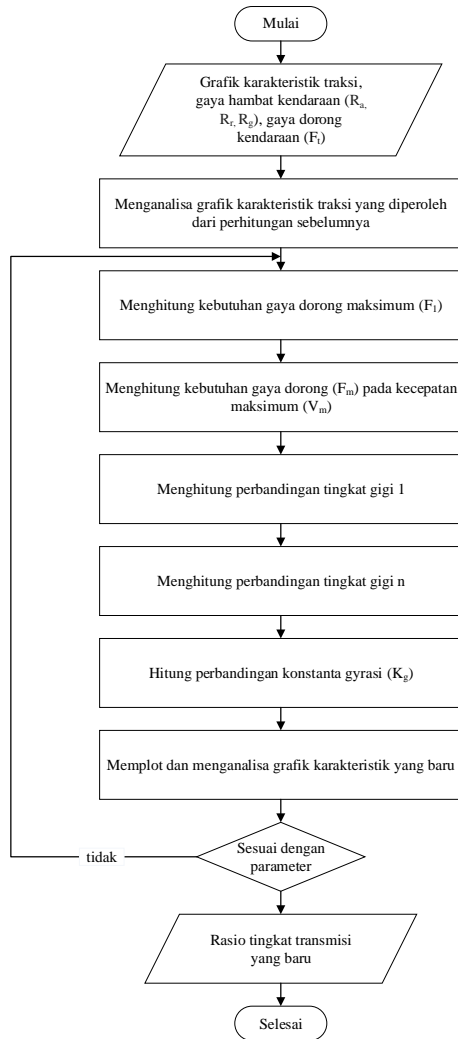 Mulai
Grafik karakteristik traksi,
gaya hambat kendaraan (Ra,
Rr, Rg), gaya dorong
kendaraan (Ft)
Menganalisa grafik karakteristik traksi yang diperoleh
dari perhitungan sebelumnya
Menghitung kebutuhan gaya dorong maksimum (F1)
Menghitung kebutuhan gaya dorong (Fm) pada kecepatan
maksimum (Vm)
Menghitung perbandingan tingkat gigi 1
Menghitung perbandingan tingkat gigi n
Hitung perbandingan konstanta gyrasi (Kg)
Memplot dan menganalisa grafik karakteristik yang baru
Sesuai dengan
parameter
tidak
Rasio tingkat transmisi
yang baru
Selesai